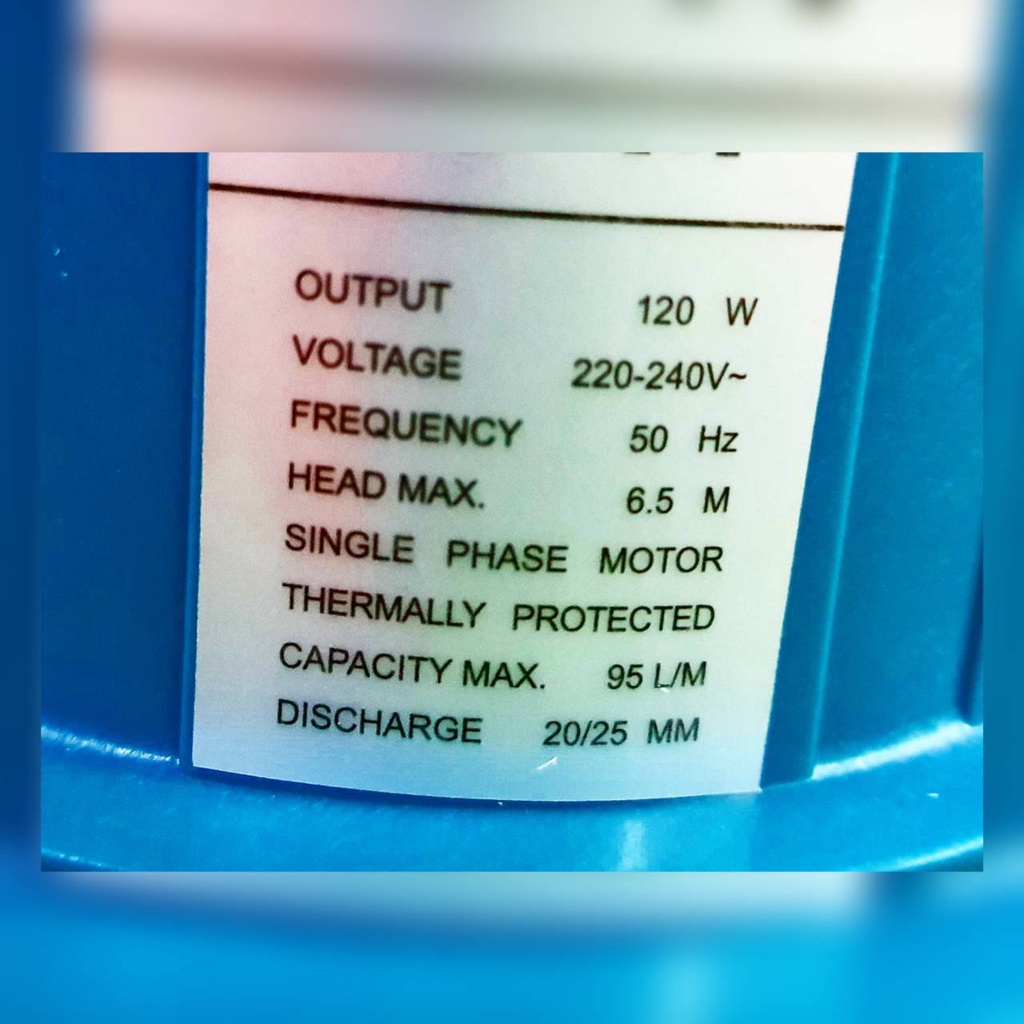 OUTPUT 120 W
VOLTAGE 220-240V~
FREQUENCY 50 Hz
HEAD MAX. 6.5 M
SINGLE PHASE MOTOR
THERMALLY PROTECTED
CAPACITY MAX. 95 L/M
DISCHARGE 20/25 MM